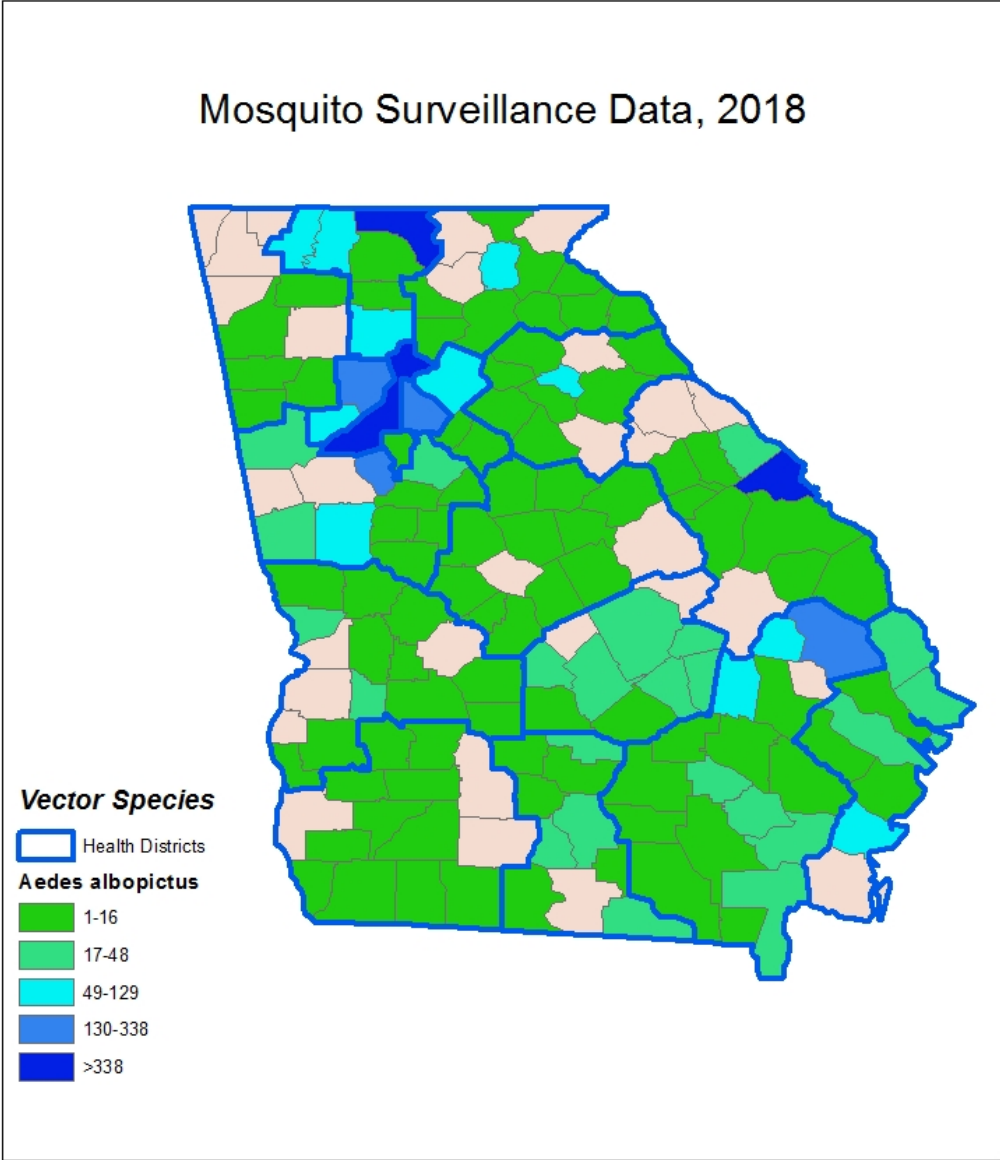 Mosquito Surveillance Data, 2018
Vector Species
Health Districts
Aedes albopictus
1-16
17-48
49-129
130-338
>338